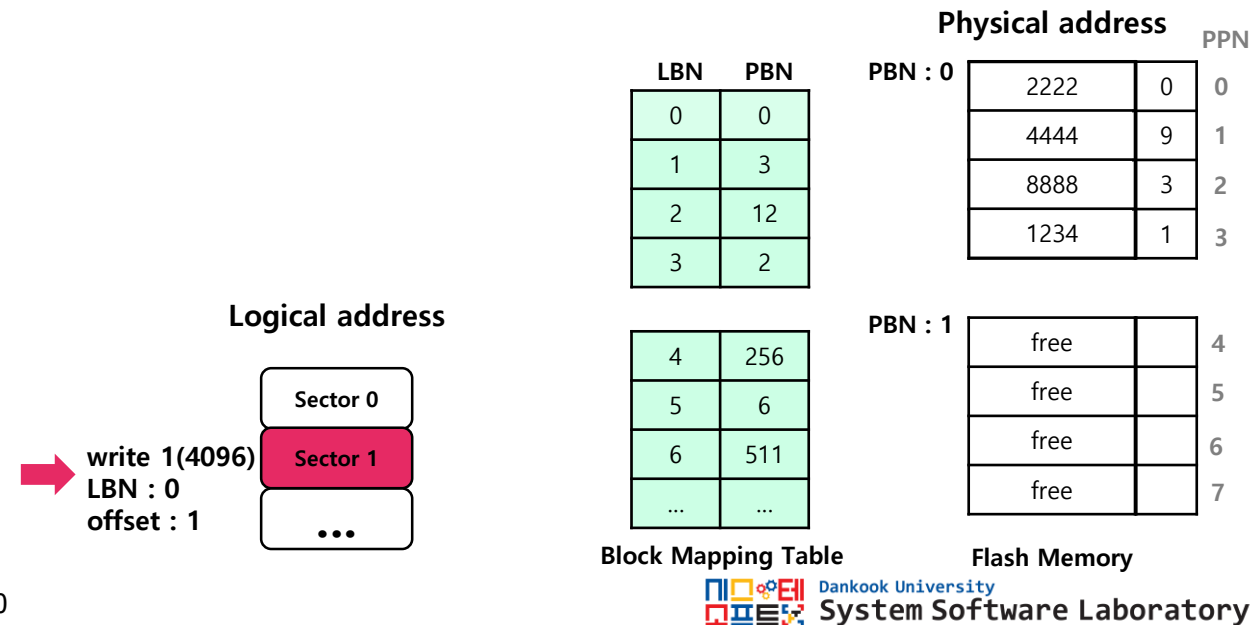 Physical address
PPN
LBN PBN
0 0
1 3
2 12
3 2
4 256
5 6
6 511
... ...
Block Mapping Table
PBN : 0
2222 0 0
4444 9 1
8888 3 2
1234 1 3
PBN : 1
free 4
free 5
free 6
free 7
Flash Memory
Logical address
Sector 0
Sector 1
...
write 1(4096)
LBN : 0
offset : 1
0
Dankook University
System Software Laboratory